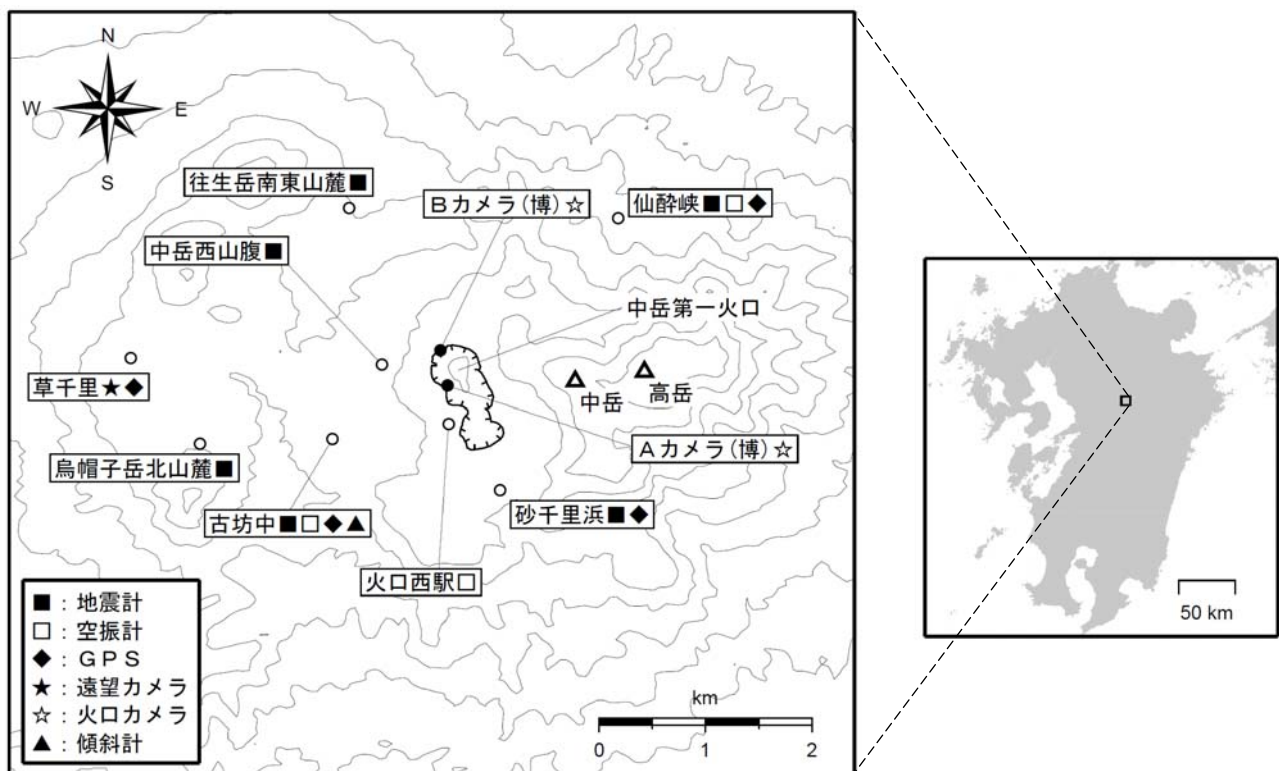 N
W E
S
往生岳南東山麓■
Bカメラ(博)☆
仙酔峡■□◆
中岳西山腹■
中岳第一火口
草千里★◆
中岳
高岳
烏帽子岳北山麓■
Aカメラ(博)☆
古坊中■□◆▲
砂千里浜■◆
火口西駅□
■:地震計
□:空振計
◆:GPS
★:遠望カメラ
☆:火口カメラ
▲:傾斜計
km
0 1 2
50 km